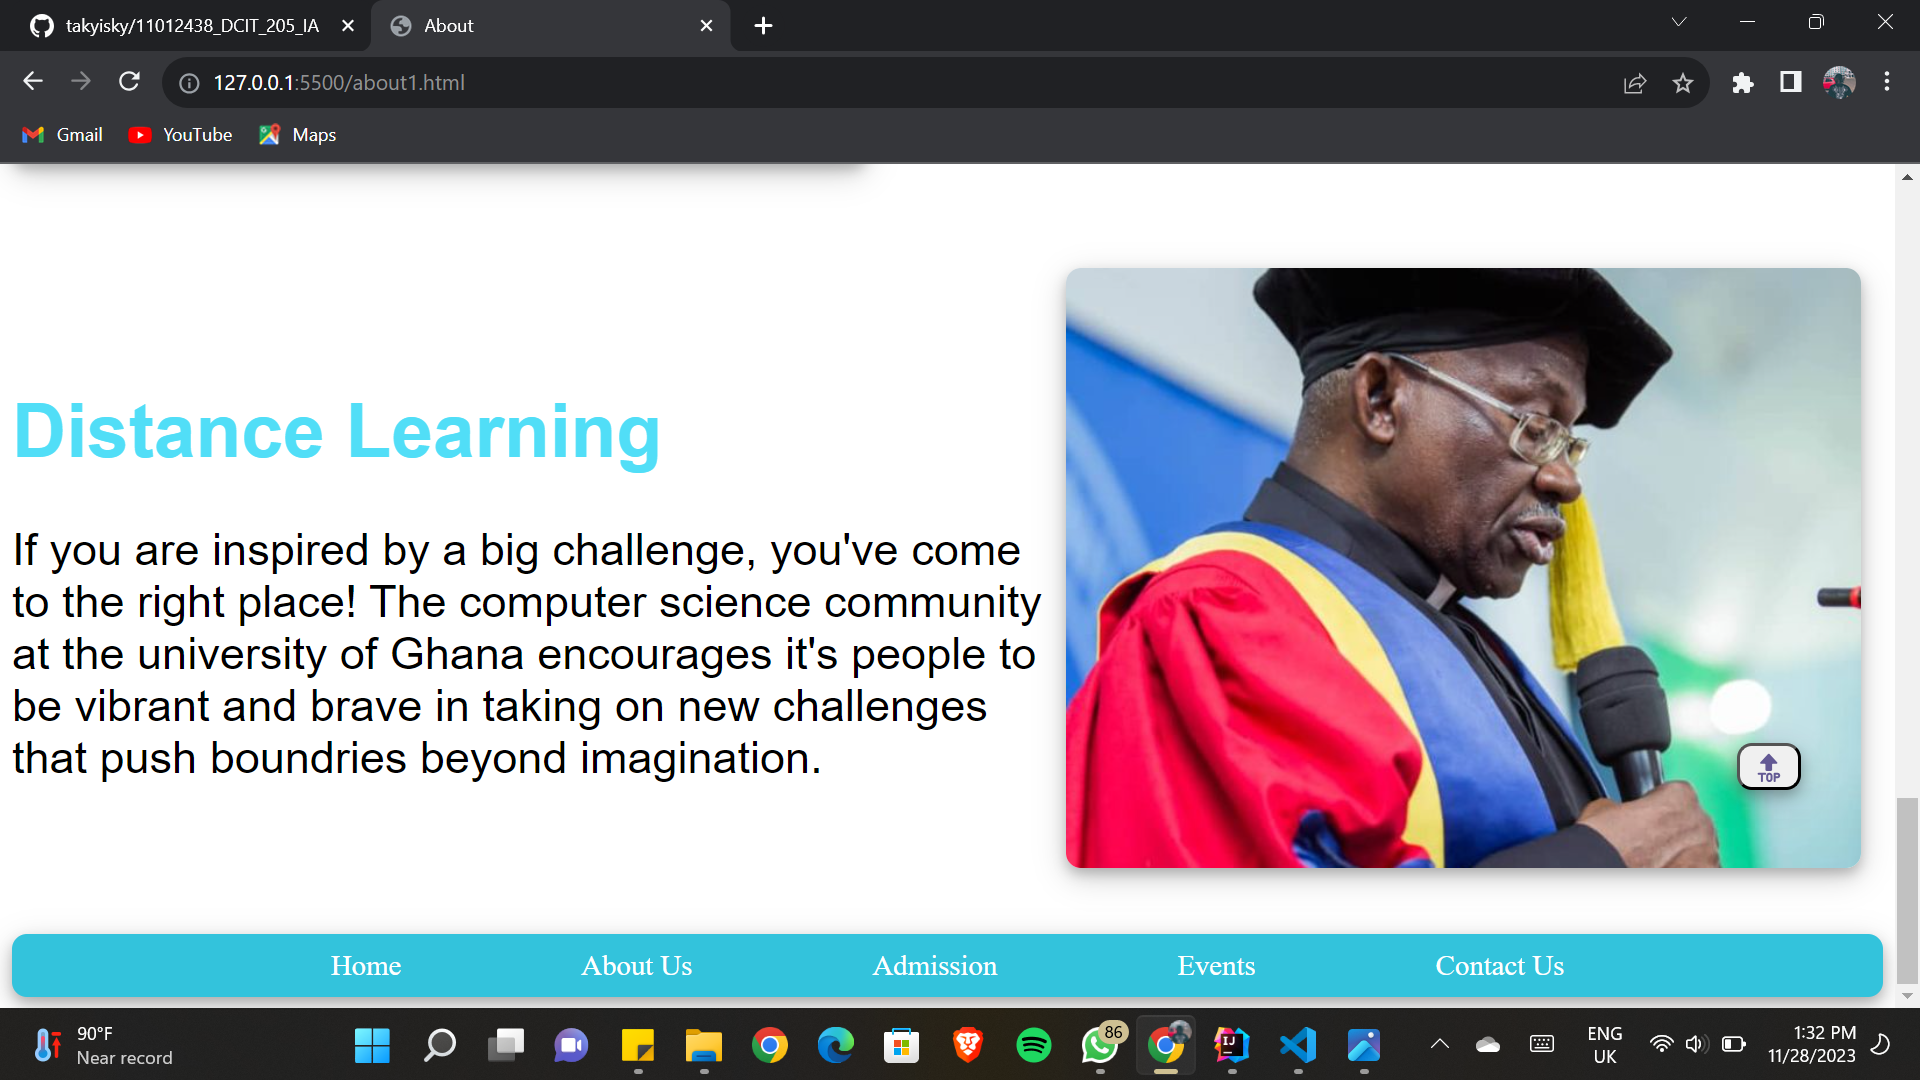 takyisky/11012438_DCIT_205_IA
About
127.0.0.1:5500/about1.html
Gmail
YouTube
Maps
Distance Learning
If you are inspired by a big challenge, you've come
to the right place! The computer science community
at the university of Ghana encourages it's people to
be vibrant and brave in taking on new challenges
that push boundries beyond imagination.
TOP
Home
About Us
Admission
Events
Contact Us
90°F
Near record
86
IJ
ENG
UK
1:32 PM
11/28/2023